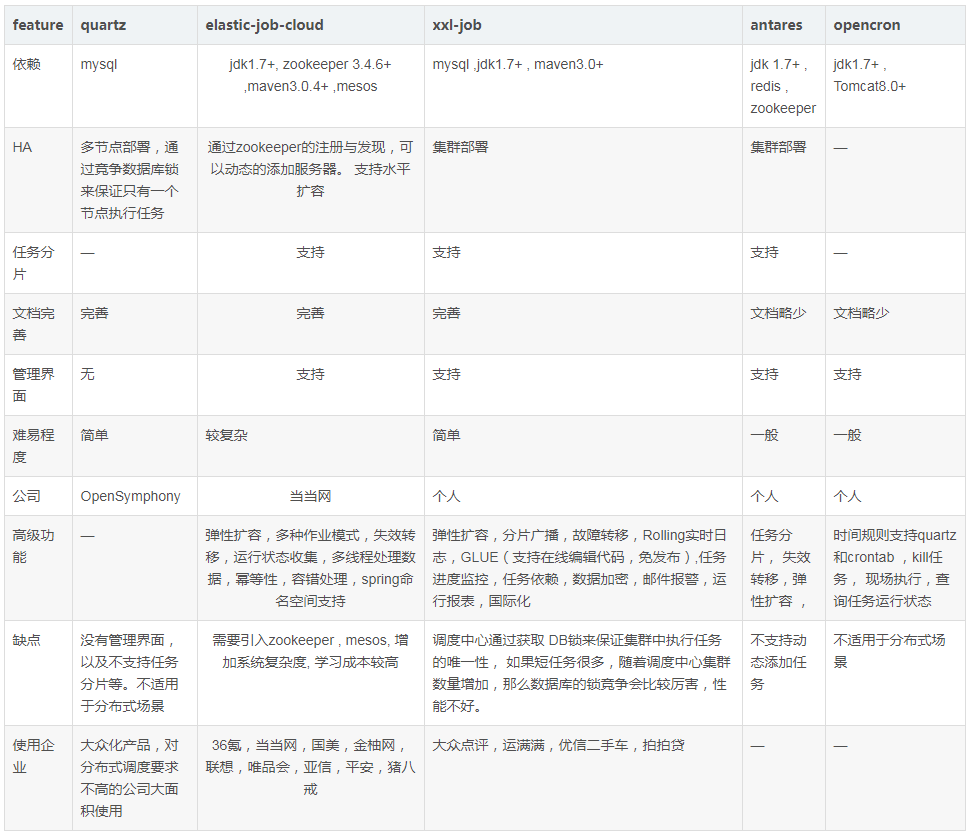 feature quartz elastic-job-cloud xxl-job antares opencron
依赖 mysql jdk1.7+, zookeeper 3.4.6+ mysql ,jdk1.7+ , maven3.0+ jdk 1.7+ , jdk1.7+ ,
,maven3.0.4+ ,mesos redis , Tomcat8.0+
zookeeper
HA 多节点部署，通 通过zookeeper的注册与发现，可 集群部署 集群部署 —
过竞争数据库锁 以动态的添加服务器。 支持水平
来保证只有一个 扩容
节点执行任务
任务分 — 支持 支持 支持 —
片
文档完 完善 完善 完善 文档略少 文档略少
善
管理界 无 支持 支持 支持 支持
面
难易程 简单 较复杂 简单 一般 一般
度
公司 OpenSymphony 当当网 个人 个人 个人
高级功 — 弹性扩容，多种作业模式，失效转 弹性扩容，分片广播，故障转移，Rolling实时日 任务分 时间规则支持quartz
能 移，运行状态收集，多线程处理数 志，GLUE（支持在线编辑代码，免发布）,任务 片， 失效 和crontab ，kill任
据，幂等性，容错处理，spring命 进度监控，任务依赖，数据加密，邮件报警，运 转移，弹 务， 现场执行，查
名空间支持 行报表，国际化 性扩容 ， 询任务运行状态
缺点 没有管理界面， 需要引入zookeeper , mesos, 增 调度中心通过获取 DB锁来保证集群中执行任务 不支持动 不适用于分布式场
以及不支持任务 加系统复杂度, 学习成本较高 的唯一性， 如果短任务很多，随着调度中心集群 态添加任 景
分片等。不适用 数量增加，那么数据库的锁竞争会比较厉害，性 务
于分布式场景 能不好。
使用企 大众化产品，对 36氪，当当网，国美，金柚网， 大众点评，运满满，优信二手车，拍拍贷 — —
业 分布式调度要求 联想，唯品会，亚信，平安，猪八
不高的公司大面 戒
积使用